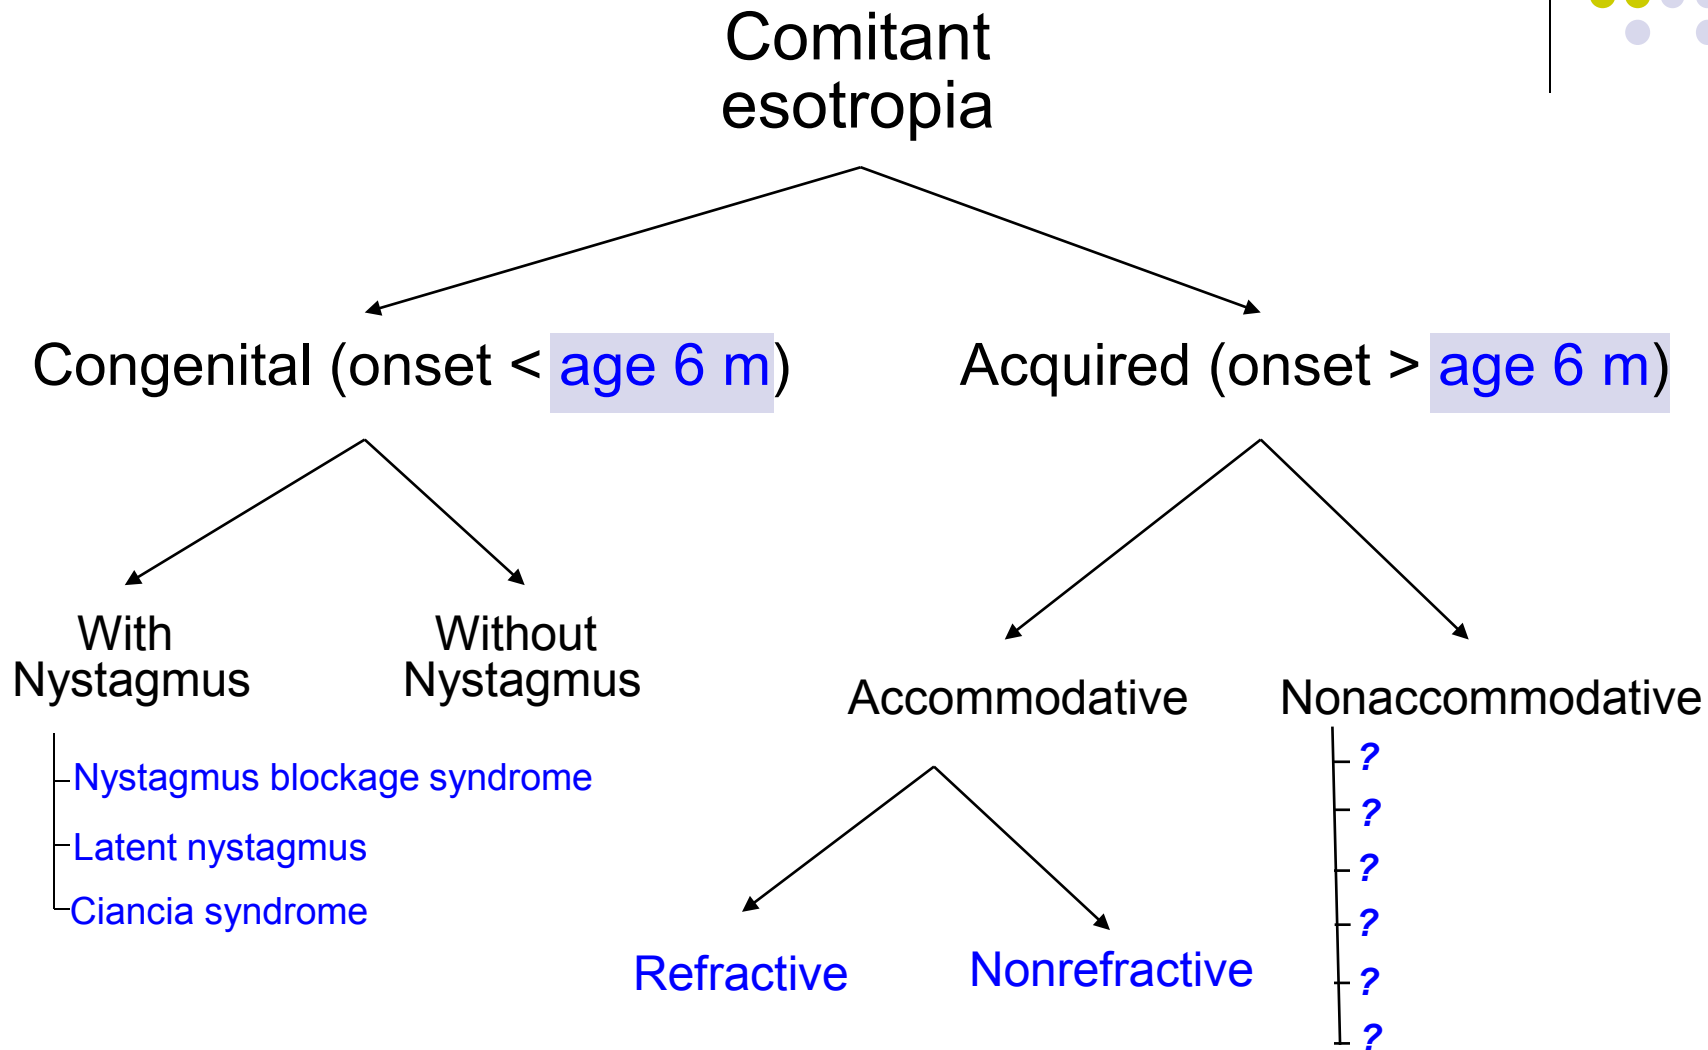 Comitant
esotropia
Congenital (onset < age 6 m)
Acquired (onset > age 6 m)
With
Nystagmus
Without
Nystagmus
Accommodative
Nonaccommodative
Nystagmus blockage syndrome
Latent nystagmus
Ciancia syndrome
Refractive
Nonrefractive
?
?
?
?
?
?